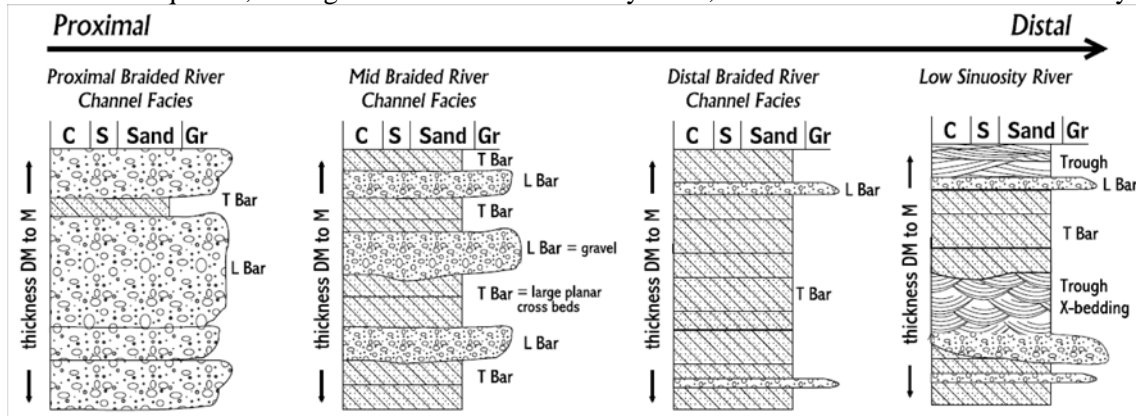 Proximal Distal
Proximal Braided River
Channel Facies
C S Sand Gr
thickness DM to M
T Bar
L Bar
Mid Braided River
Channel Facies
C S Sand Gr
thickness DM to M
T Bar
L Bar
T Bar
L Bar = gravel
T Bar = large planar
cross beds
L Bar
T Bar
Distal Braided River
Channel Facies
C S Sand Gr
thickness DM to M
L Bar
T Bar
Low Sinuosity River
C S Sand Gr
thickness DM to M
Trough
L Bar
T Bar
Trough
X-bedding